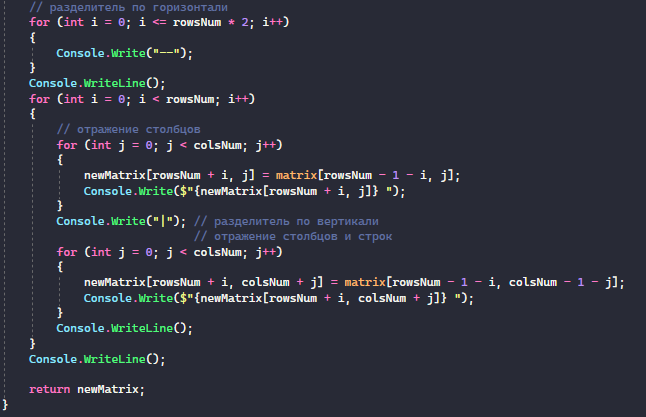 // разделитель по горизонтали
for (int i = 0; i <= rowsNum * 2; i++)
{
Console.Write("——");
}
Console.WriteLine();
for (int i = 0; i < rowsNum; i++)
{
// отражение столбцов
for (int j = 0; j < colsNum; j++)
{
newMatrix[rowsNum + i, j] = matrix[rowsNum - 1 - i, j];
Console.Write($"{newMatrix[rowsNum + i, j]} ");
}
Console.Write("|"); // разделитель по вертикали
// отражение столбцов и строк
for (int j = 0; j < colsNum; j++)
{
newMatrix[rowsNum + i, colsNum + j] = matrix[rowsNum - 1 - i, colsNum - 1 - j];
Console.Write($"{newMatrix[rowsNum + i, colsNum + j]} ");
}
Console.WriteLine();
}
Console.WriteLine();
return newMatrix;
}